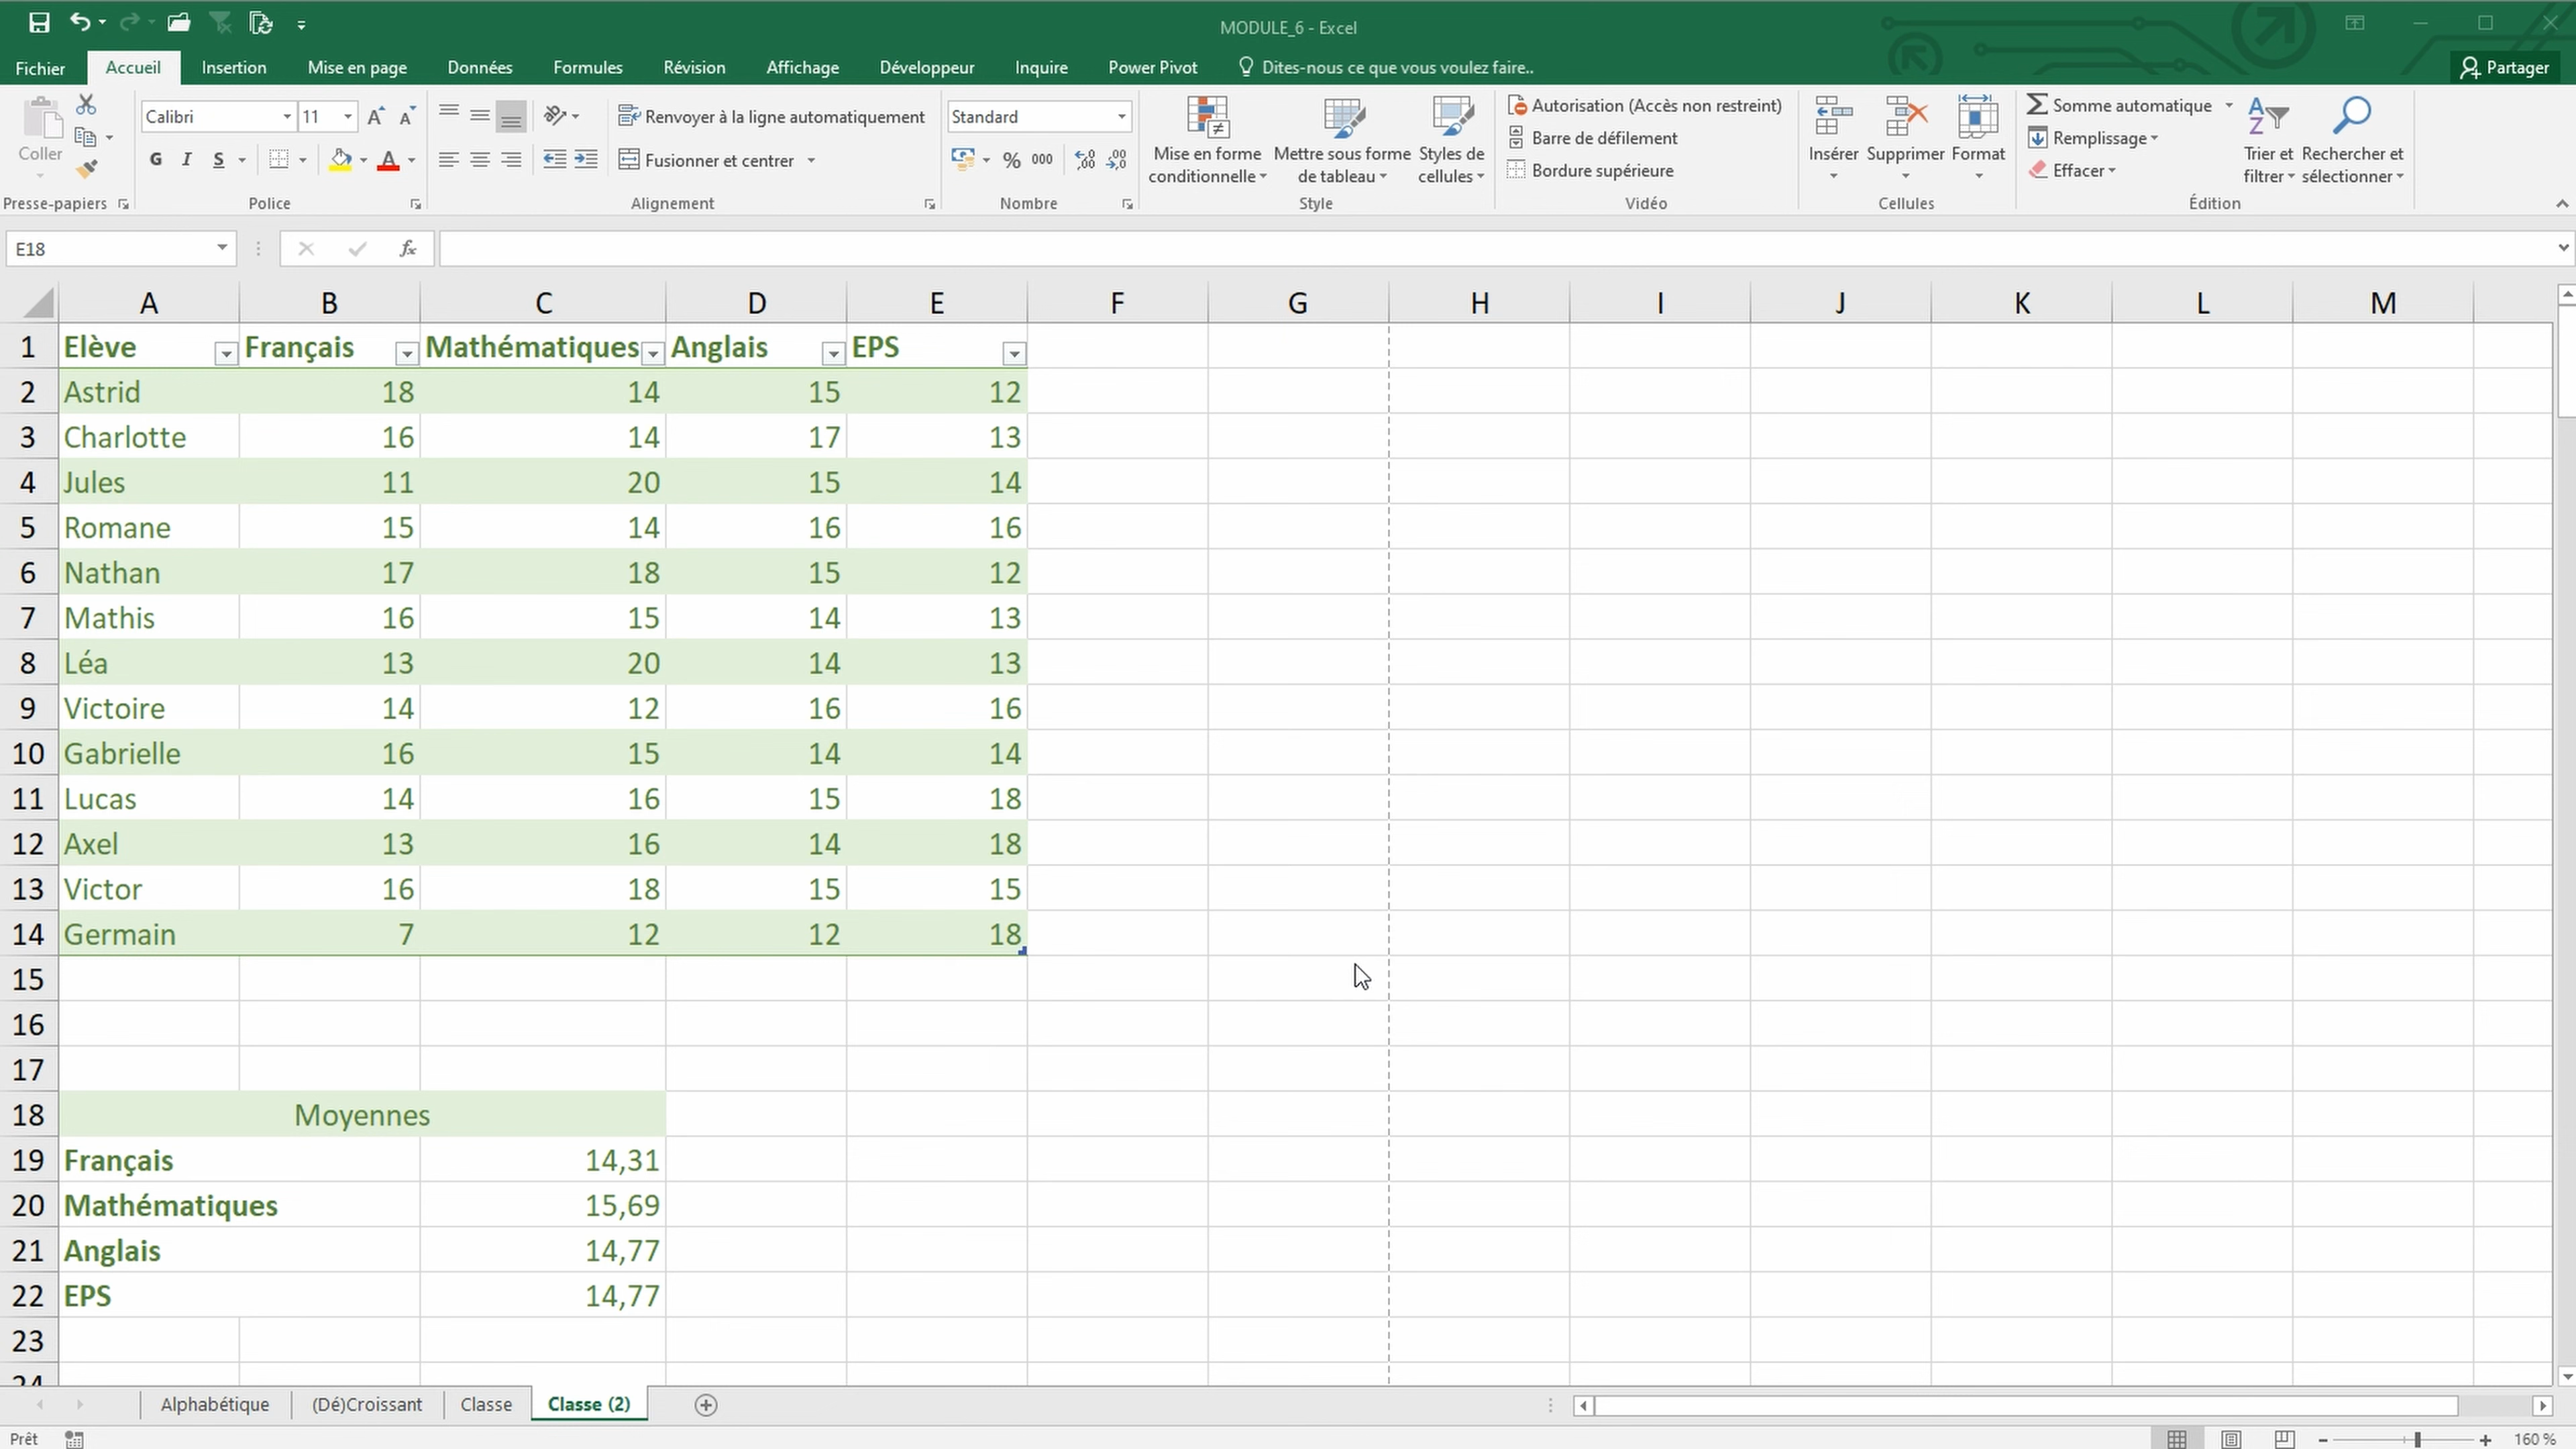 MODULE_6 - Excel
Fichier Accueil Insertion Mise en page Données Formules Révision Affichage Développeur Inquire Power Pivot Dites-nous ce que vous voulez faire.. Partager
Coller
Presse-papiers
Calibri 11
G I S
Police
Renvoyer à la ligne automatiquement
Fusionner et centrer
Alignement
Standard
% 000
Nombre
Mise en forme conditionnelle
Mettre sous forme de tableau
Styles de cellules
Style
Autorisation (Accès non restreint)
Barre de défilement
Bordure supérieure
Vidéo
Insérer Supprimer Format
Cellules
Somme automatique
Remplissage
Effacer
Trier et filtrer
Rechercher et sélectionner
Édition
E18 fx
A B C D E F G H I J K L M
1 Elève Français Mathématiques Anglais EPS
2 Astrid 18 14 15 12
3 Charlotte 16 14 17 13
4 Jules 11 20 15 14
5 Romane 15 14 16 16
6 Nathan 17 18 15 12
7 Mathis 16 15 14 13
8 Léa 13 20 14 13
9 Victoire 14 12 16 16
10 Gabrielle 16 15 14 14
11 Lucas 14 16 15 18
12 Axel 13 16 14 18
13 Victor 16 18 15 15
14 Germain 7 12 12 18
15
16
17
18 Moyennes
19 Français 14,31
20 Mathématiques 15,69
21 Anglais 14,77
22 EPS 14,77
23
24
Alphabétique (Dé)Croissant Classe Classe (2)
Prêt 160 %